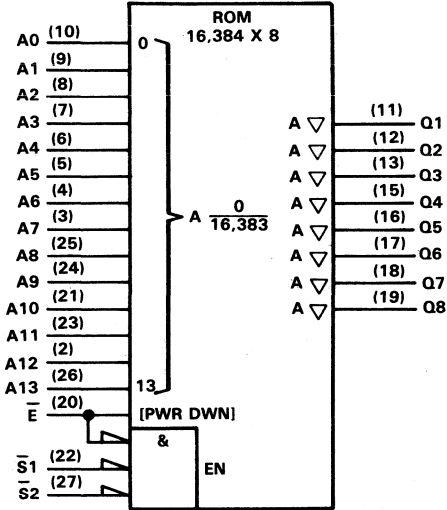 ROM
16,384 X 8
A0 (10) 0
A1 (9)
A2 (8)
A3 (7)
A4 (6)
A5 (5)
A6 (4)
A7 (3)
A8 (25)
A9 (24)
A10 (21)
A11 (23)
A12 (2)
A13 (26) 13
A 0
16,383
A (11) Q1
A (12) Q2
A (13) Q3
A (15) Q4
A (16) Q5
A (17) Q6
A (18) Q7
A (19) Q8
E̅ (20) [PWR DWN]
&
S̅1 (22) EN
S̅2 (27)